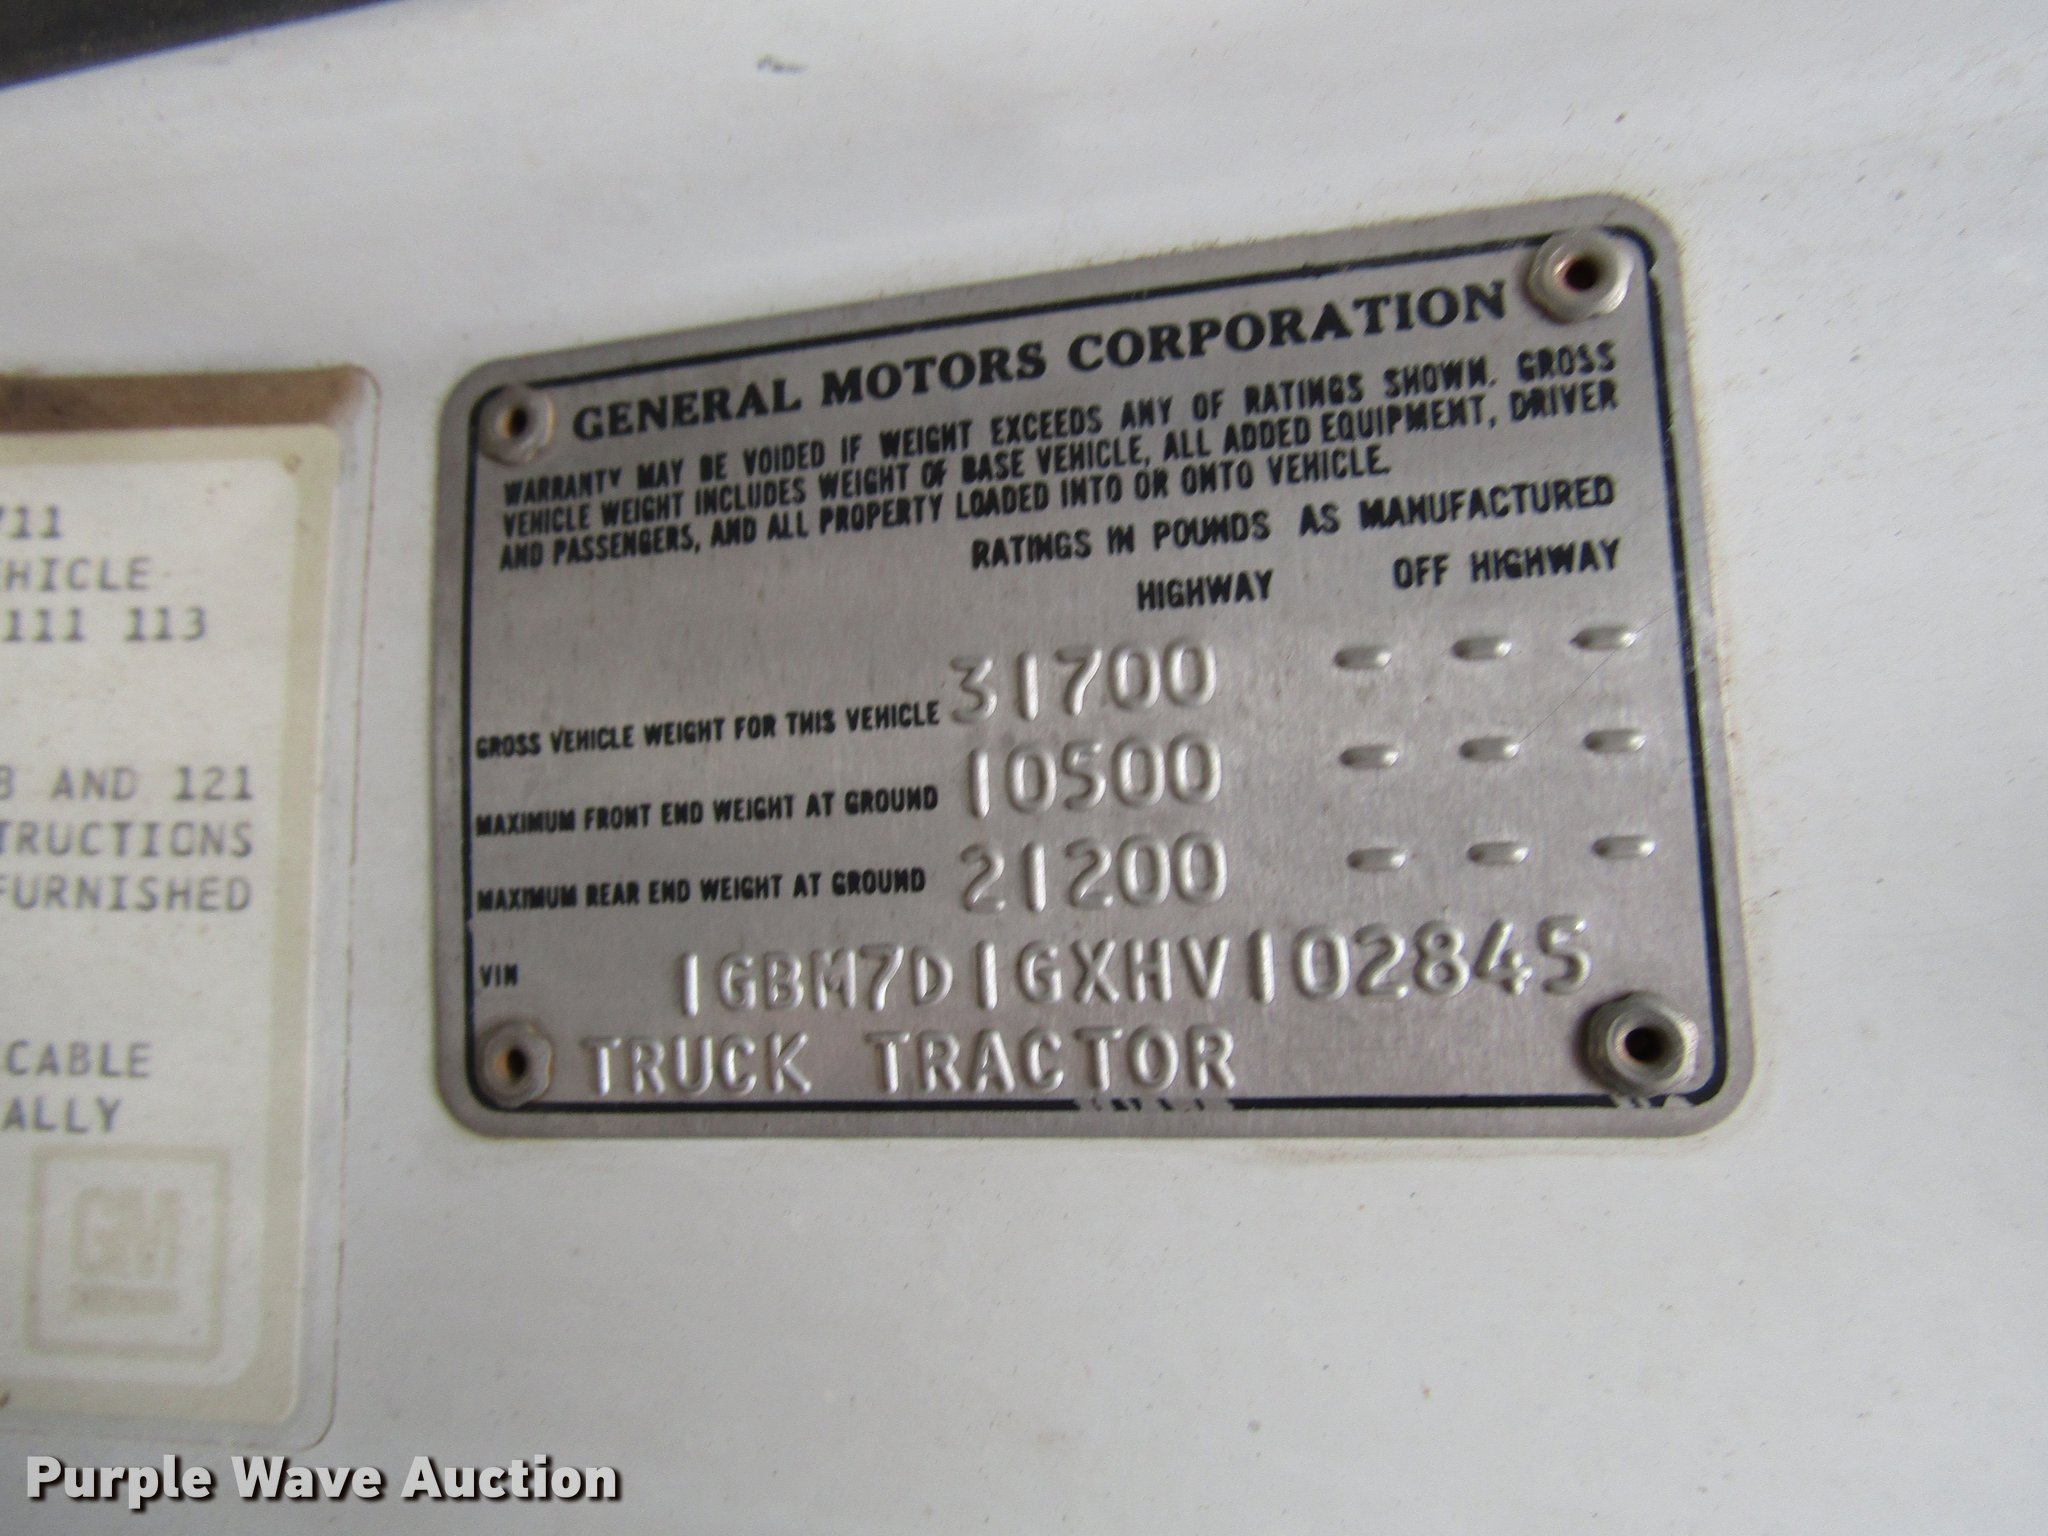 GENERAL MOTORS CORPORATION
WARRANTY MAY BE VOIDED IF WEIGHT EXCEEDS ANY OF RATINGS SHOWN. GROSS
VEHICLE WEIGHT INCLUDES WEIGHT OF BASE VEHICLE, ALL ADDED EQUIPMENT, DRIVER
AND PASSENGERS, AND ALL PROPERTY LOADED INTO OR ONTO VEHICLE.
RATINGS IN POUNDS AS MANUFACTURED
HIGHWAY OFF HIGHWAY
GROSS VEHICLE WEIGHT FOR THIS VEHICLE 31700 - - -
MAXIMUM FRONT END WEIGHT AT GROUND 10500 - - -
MAXIMUM REAR END WEIGHT AT GROUND 21200 - - -
VIN 1GBM7D1GXHV102845
TRUCK TRACTOR
711
HICLE
111 113
AND 121
TRUCTIONS
FURNISHED
CABLE
ALLY
GM
Purple Wave Auction